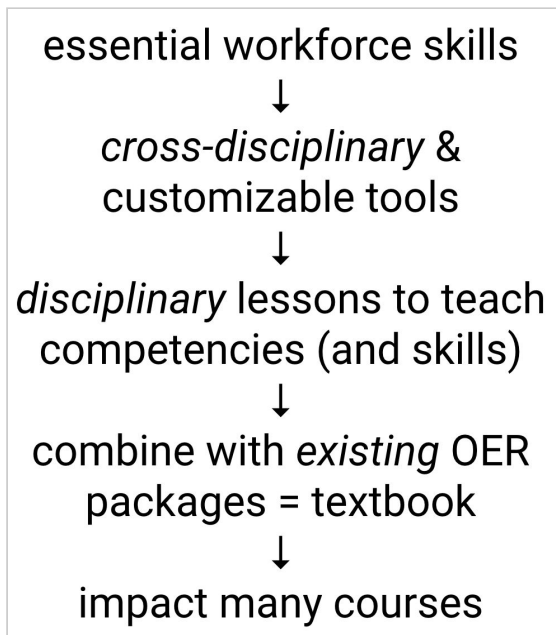 essential workforce skills
↓
cross-disciplinary &
customizable tools
↓
disciplinary lessons to teach
competencies (and skills)
↓
combine with existing OER
packages = textbook
↓
impact many courses